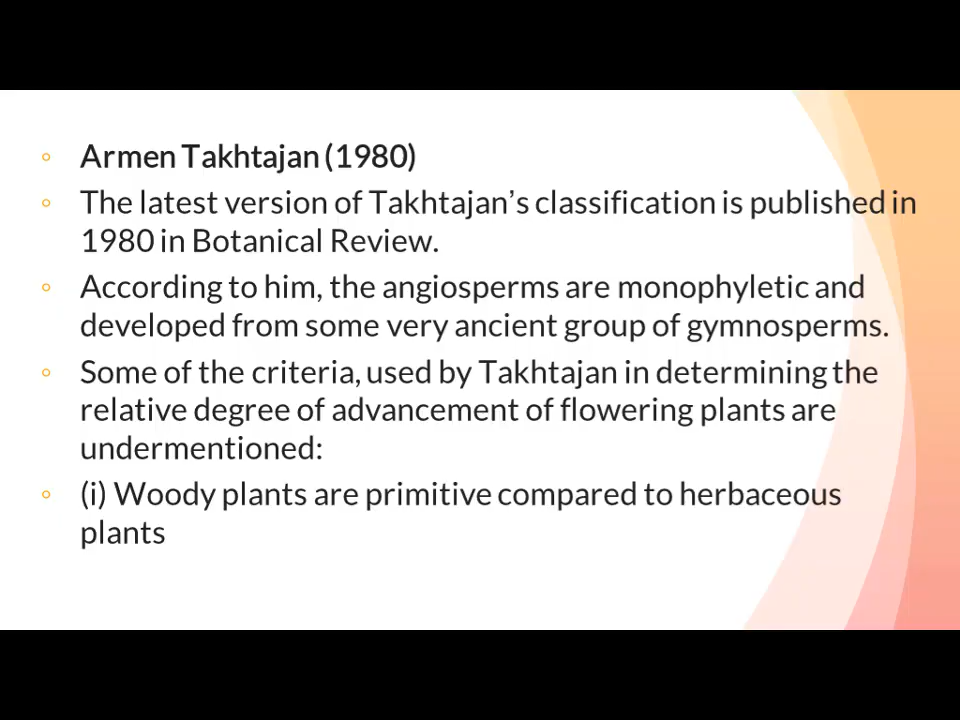 Armen Takhtajan (1980)
The latest version of Takhtajan’s classification is published in
1980 in Botanical Review.
According to him, the angiosperms are monophyletic and
developed from some very ancient group of gymnosperms.
Some of the criteria, used by Takhtajan in determining the
relative degree of advancement of flowering plants are
undermentioned:
(i) Woody plants are primitive compared to herbaceous
plants